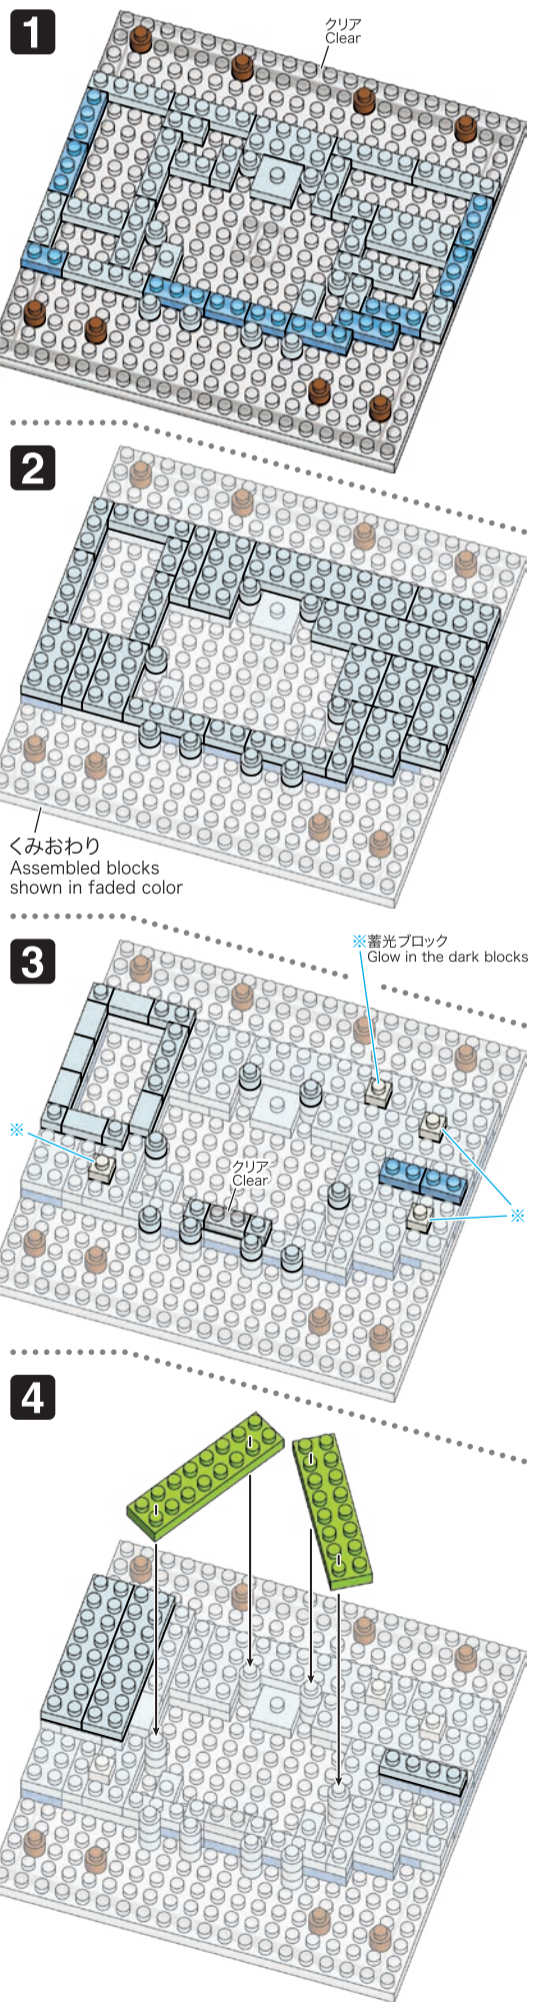 1
クリア
Clear
2
くみおわり
Assembled blocks
shown in faded color
3
※蓄光ブロック
Glow in the dark blocks
※
クリア
Clear
※
4